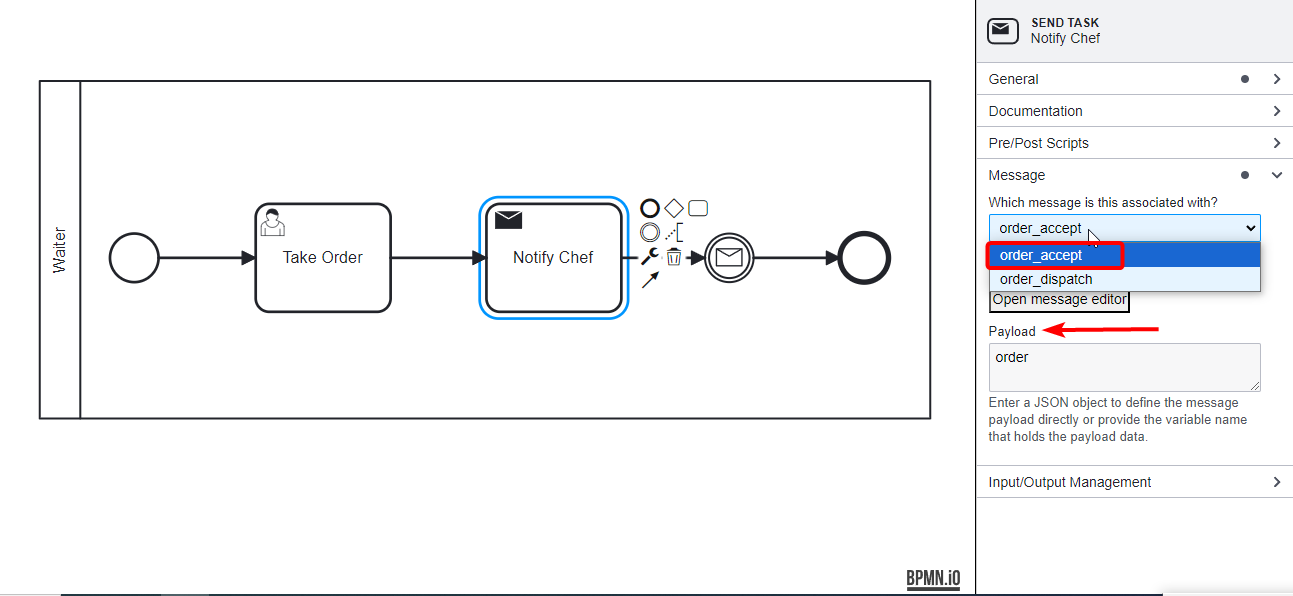 Waiter
Take Order
Notify Chef
BPMN.iO
SEND TASK
Notify Chef
General
Documentation
Pre/Post Scripts
Message
Which message is this associated with?
order_accept
order_accept
order_dispatch
Open message editor
Payload
order
Enter a JSON object to define the message
payload directly or provide the variable name
that holds the payload data.
Input/Output Management